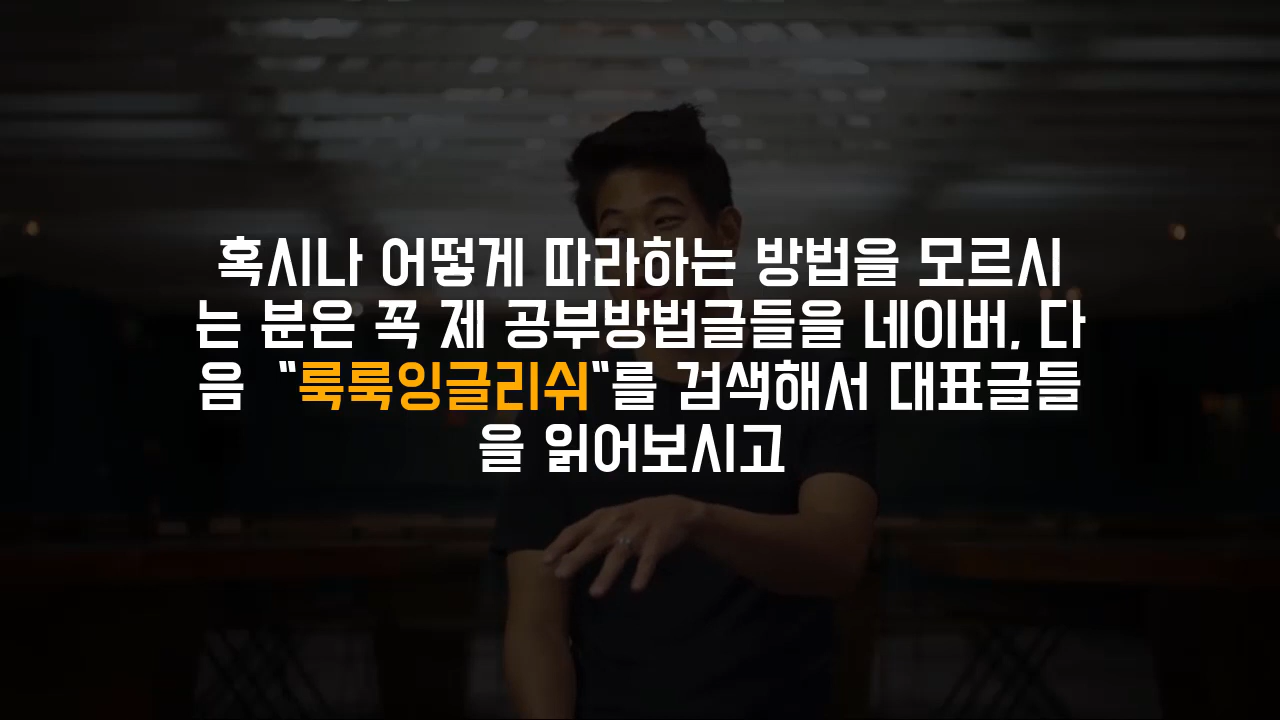 혹시나 어떻게 따라하는 방법을 모르시
는 분은 꼭 제 공부방법글들을 네이버, 다
음 "룩룩잉글리쉬"를 검색해서 대표글들
을 읽어보시고